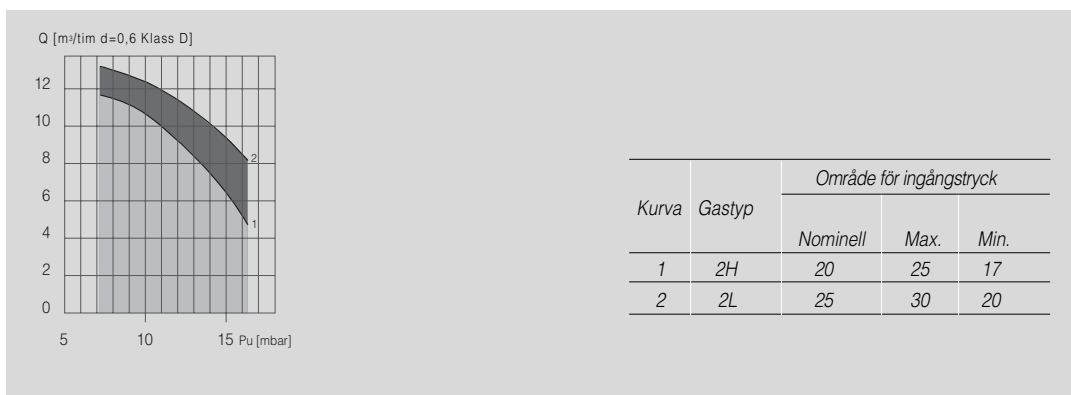 Q [m³/tim d=0,6 Klass D]
12
10
8
6
4
2
0
2
1
5 10 15 Pu [mbar]
Område för ingångstryck
Kurva Gastyp
Nominell Max. Min.
1 2H 20 25 17
2 2L 25 30 20